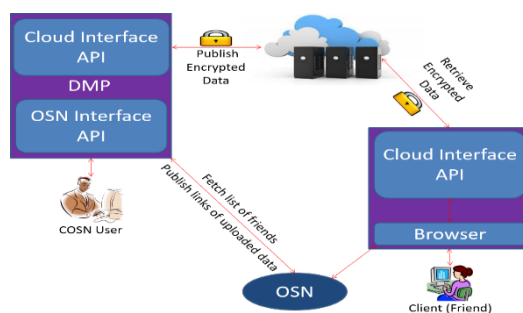 Cloud Interface
API
DMP
OSN Interface
API
COSN User
Publish
Encrypted
Data
Retrieve
Encrypted
Data
Cloud Interface
API
Browser
Client (Friend)
Fetch list of friends
Publish links of uploaded data
OSN